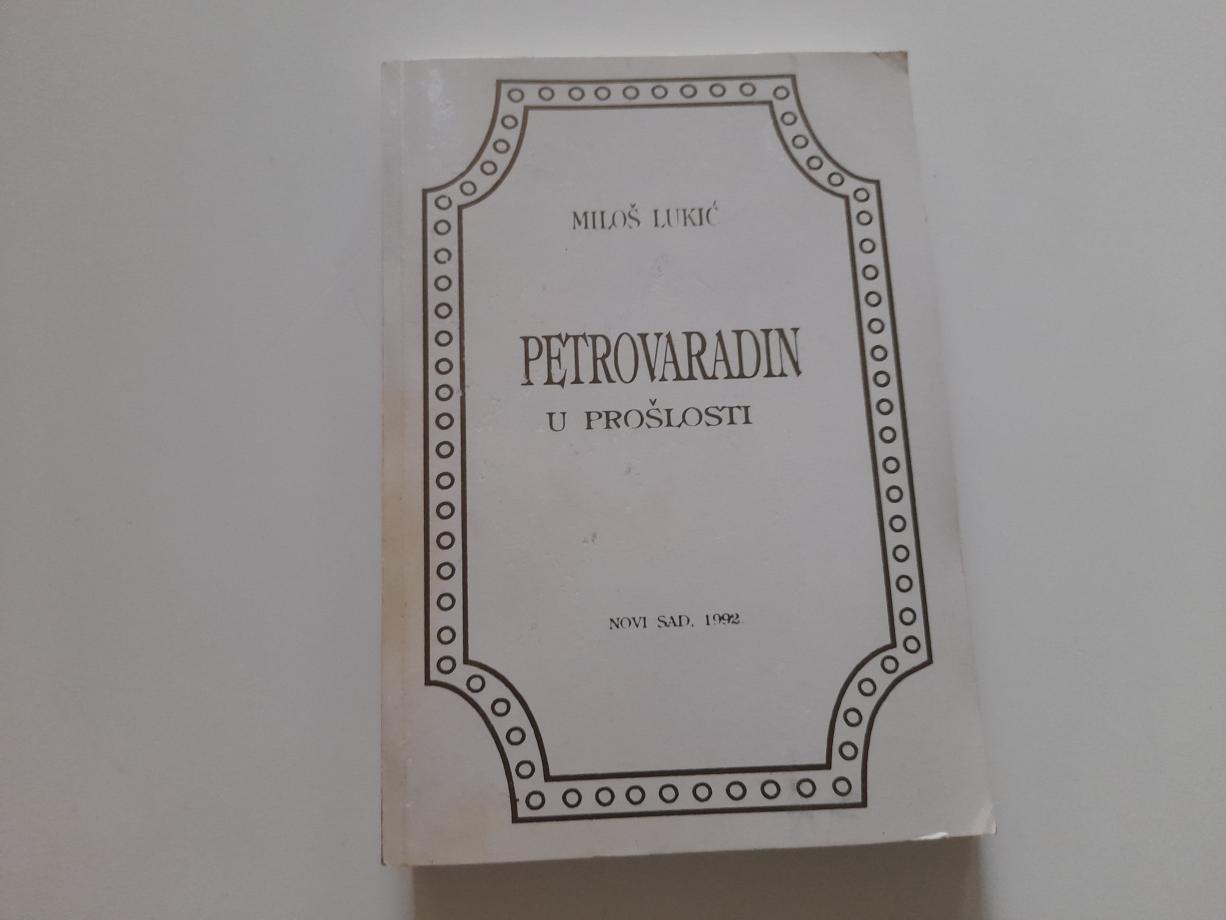 MILOŠ LUKIĆ
PETROVARADIN
U PROŠLOSTI
NOVI SAD, 1992.